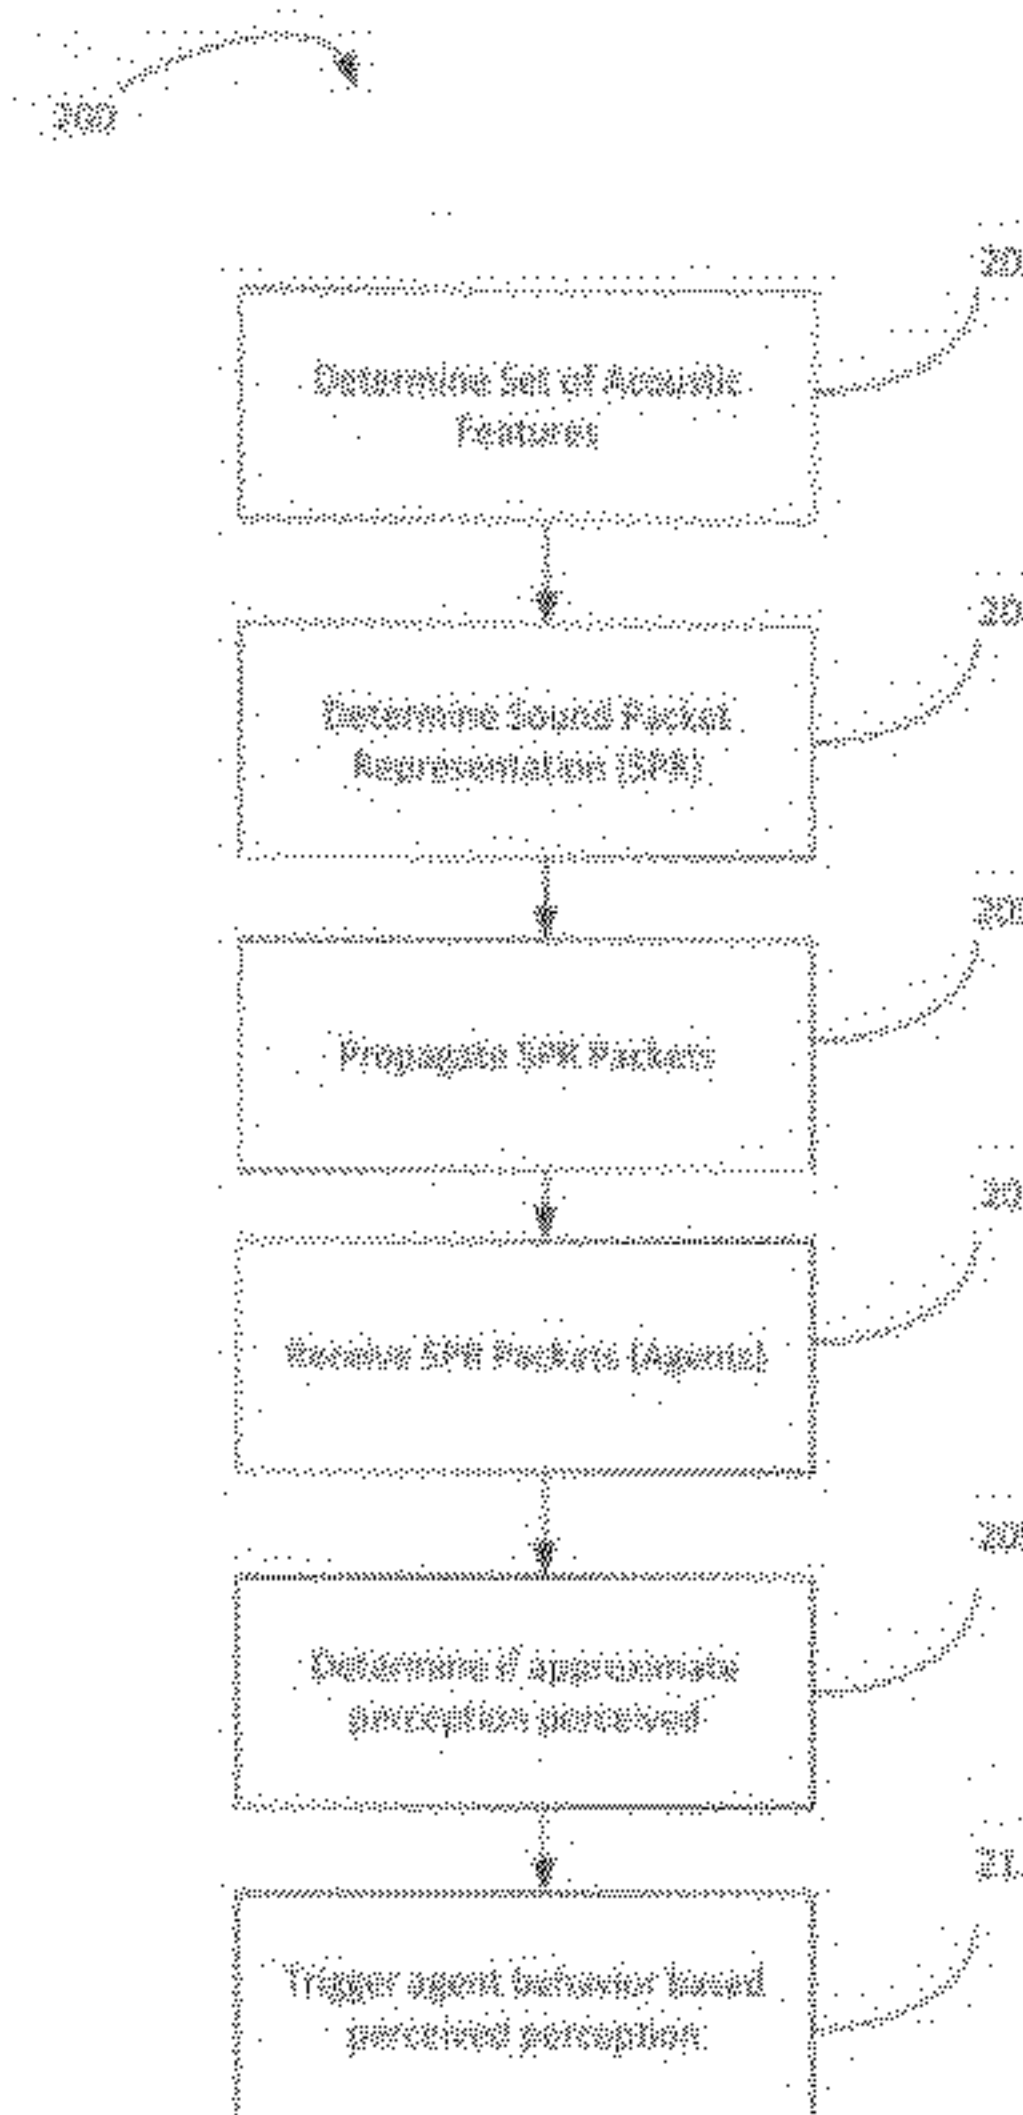 200
Determine Set of Acoustic
Features
Determine Sound Packet
Representation (SPR)
Propagate SPR Packets
Receive SPR Packets (Agents)
Determine if approximate
perception perceived
Trigger agent behavior based
perceived perception